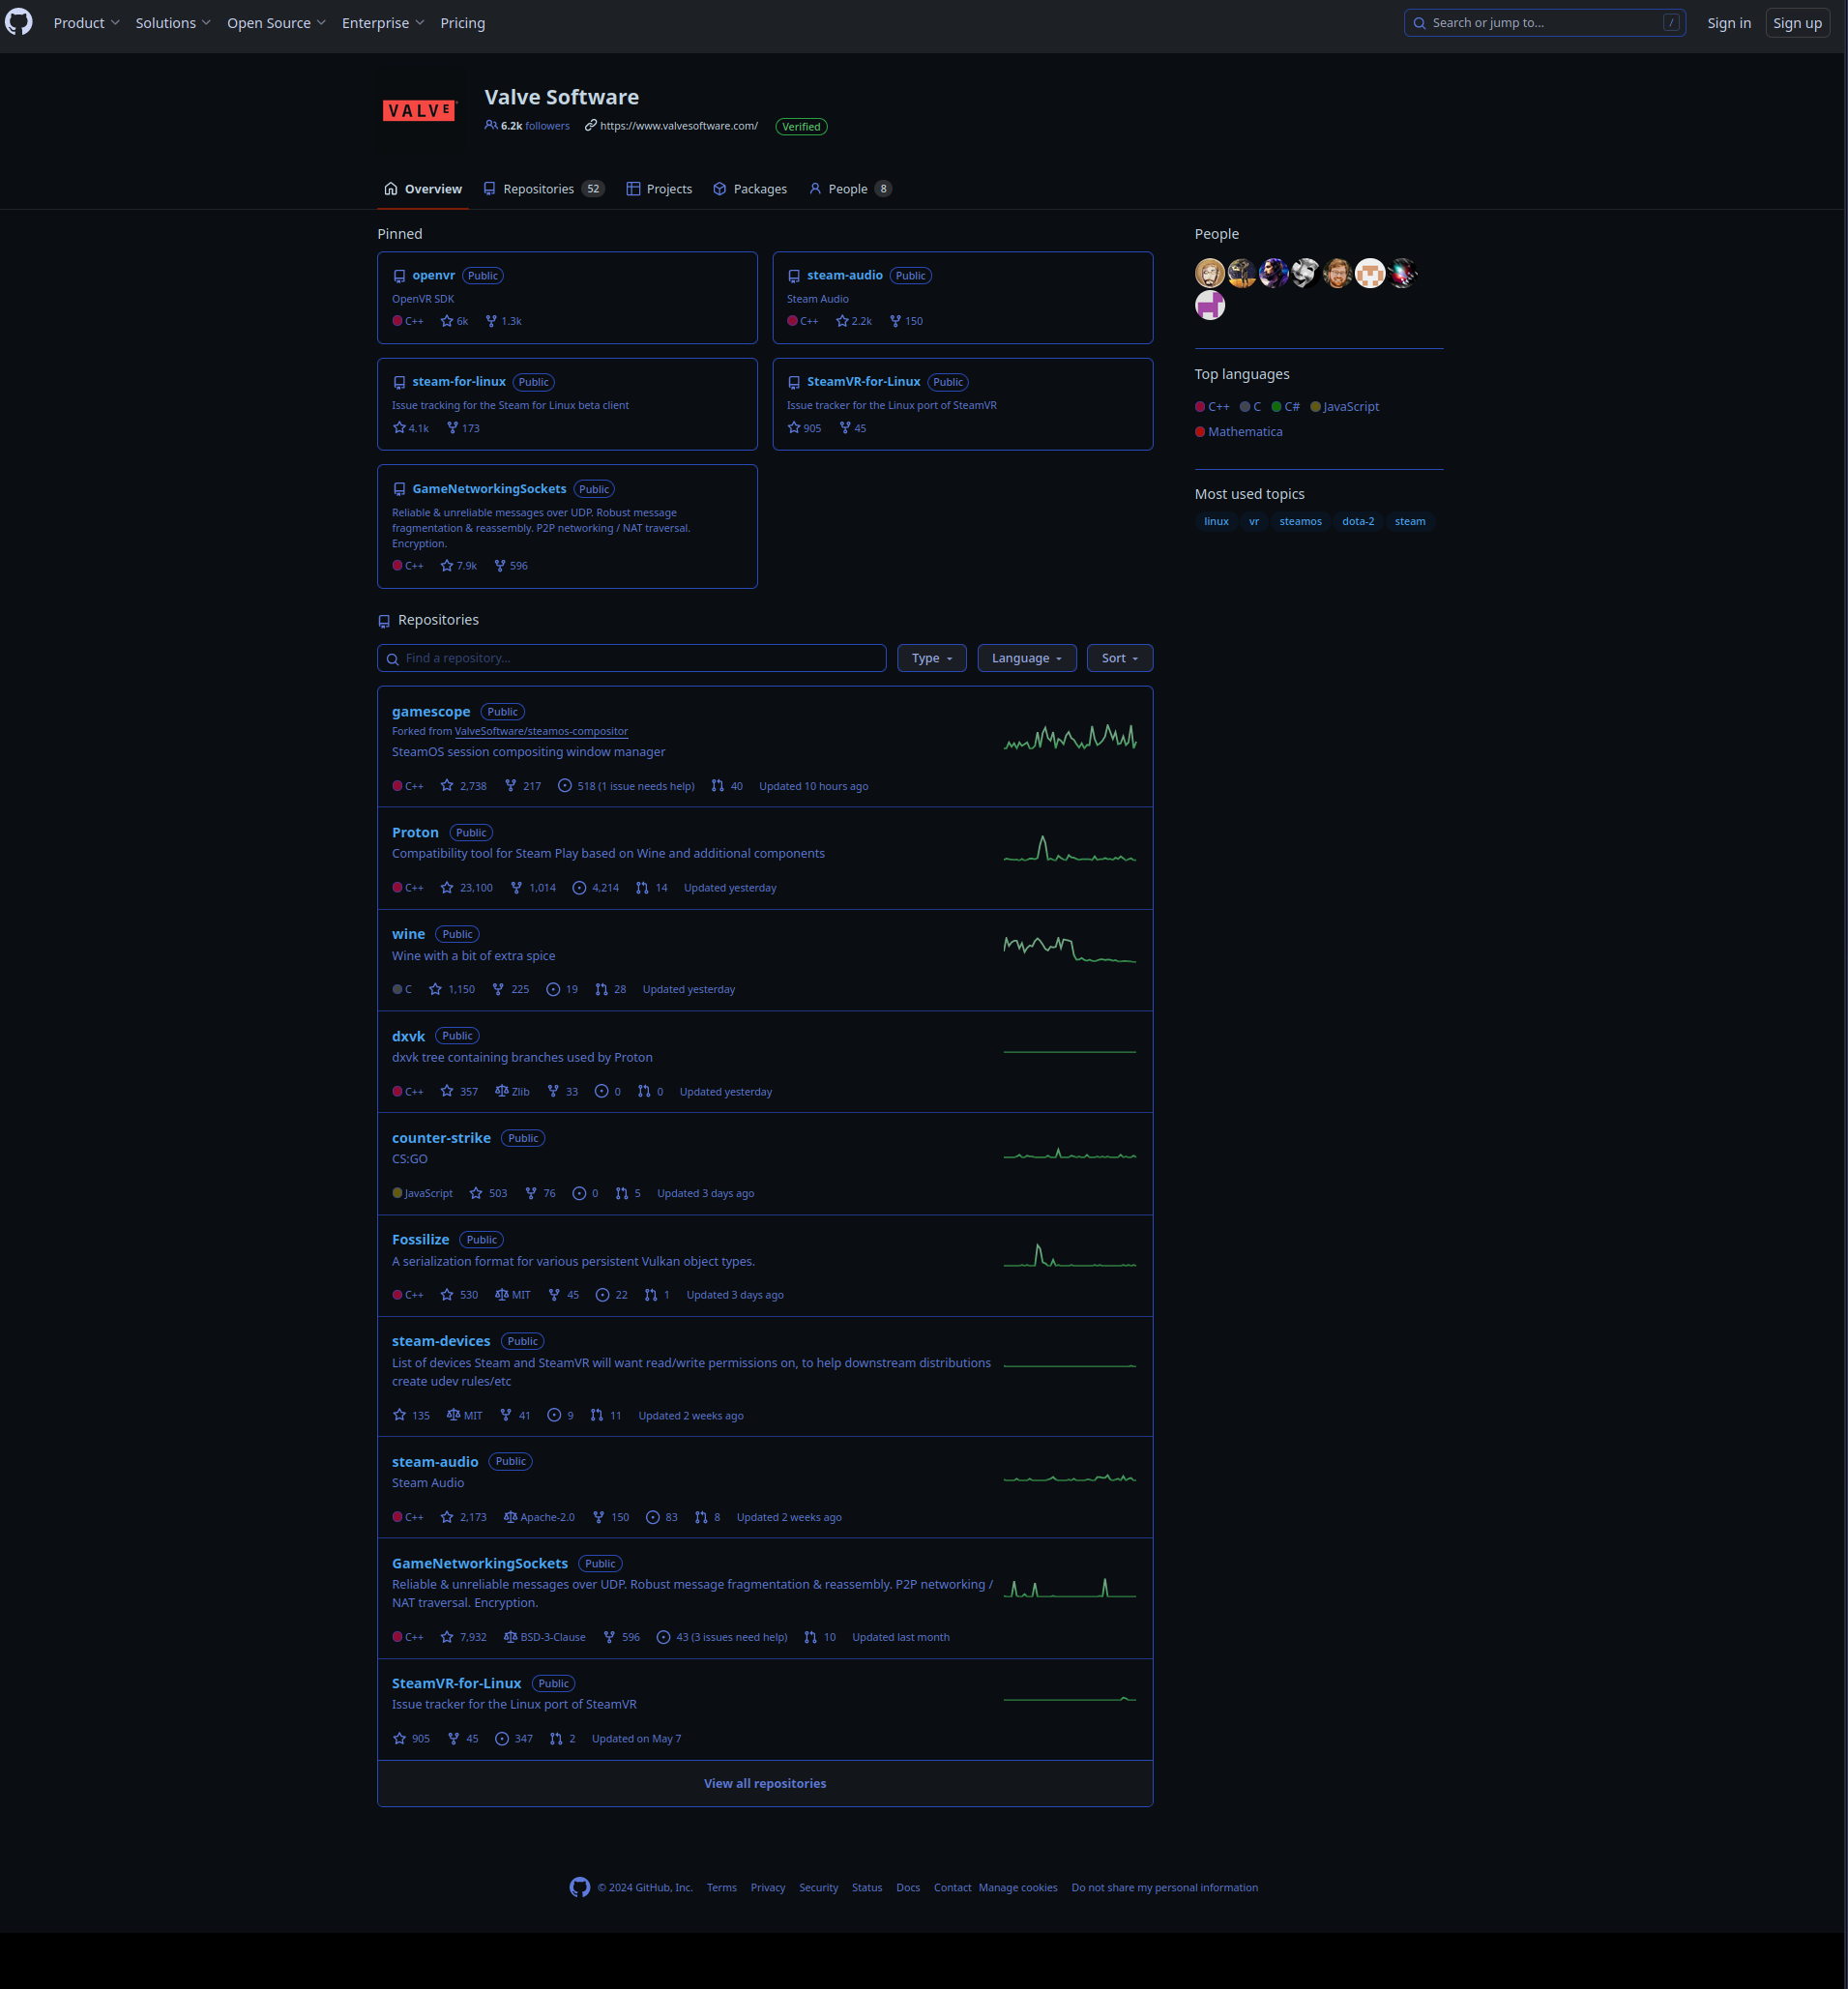 Product Solutions Open Source Enterprise Pricing Search or jump to... / Sign in Sign up
VALVE
Valve Software
6.2k followers https://www.valvesoftware.com/ Verified
Overview Repositories 52 Projects Packages People 8
Pinned
openvr Public
OpenVR SDK
C++ 6k 1.3k
steam-audio Public
Steam Audio
C++ 2.2k 150
steam-for-linux Public
Issue tracking for the Steam for Linux beta client
4.1k 173
SteamVR-for-Linux Public
Issue tracker for the Linux port of SteamVR
905 45
GameNetworkingSockets Public
Reliable & unreliable messages over UDP. Robust message
fragmentation & reassembly. P2P networking / NAT traversal.
Encryption.
C++ 7.9k 596
People
Top languages
C++ C C# JavaScript
Mathematica
Most used topics
linux vr steamos dota-2 steam
Repositories
Find a repository... Type Language Sort
gamescope Public
Forked from ValveSoftware/steamos-compositor
SteamOS session compositing window manager
C++ 2,738 217 518 (1 issue needs help) 40 Updated 10 hours ago
Proton Public
Compatibility tool for Steam Play based on Wine and additional components
C++ 23,100 1,014 4,214 14 Updated yesterday
wine Public
Wine with a bit of extra spice
C 1,150 225 19 28 Updated yesterday
dxvk Public
dxvk tree containing branches used by Proton
C++ 357 Zlib 33 0 0 Updated yesterday
counter-strike Public
CS:GO
JavaScript 503 76 0 5 Updated 3 days ago
Fossilize Public
A serialization format for various persistent Vulkan object types.
C++ 530 MIT 45 22 1 Updated 3 days ago
steam-devices Public
List of devices Steam and SteamVR will want read/write permissions on, to help downstream distributions
create udev rules/etc
135 MIT 41 9 11 Updated 2 weeks ago
steam-audio Public
Steam Audio
C++ 2,173 Apache-2.0 150 83 8 Updated 2 weeks ago
GameNetworkingSockets Public
Reliable & unreliable messages over UDP. Robust message fragmentation & reassembly. P2P networking /
NAT traversal. Encryption.
C++ 7,932 BSD-3-Clause 596 43 (3 issues need help) 10 Updated last month
SteamVR-for-Linux Public
Issue tracker for the Linux port of SteamVR
905 45 347 2 Updated on May 7
View all repositories
© 2024 GitHub, Inc. Terms Privacy Security Status Docs Contact Manage cookies Do not share my personal information